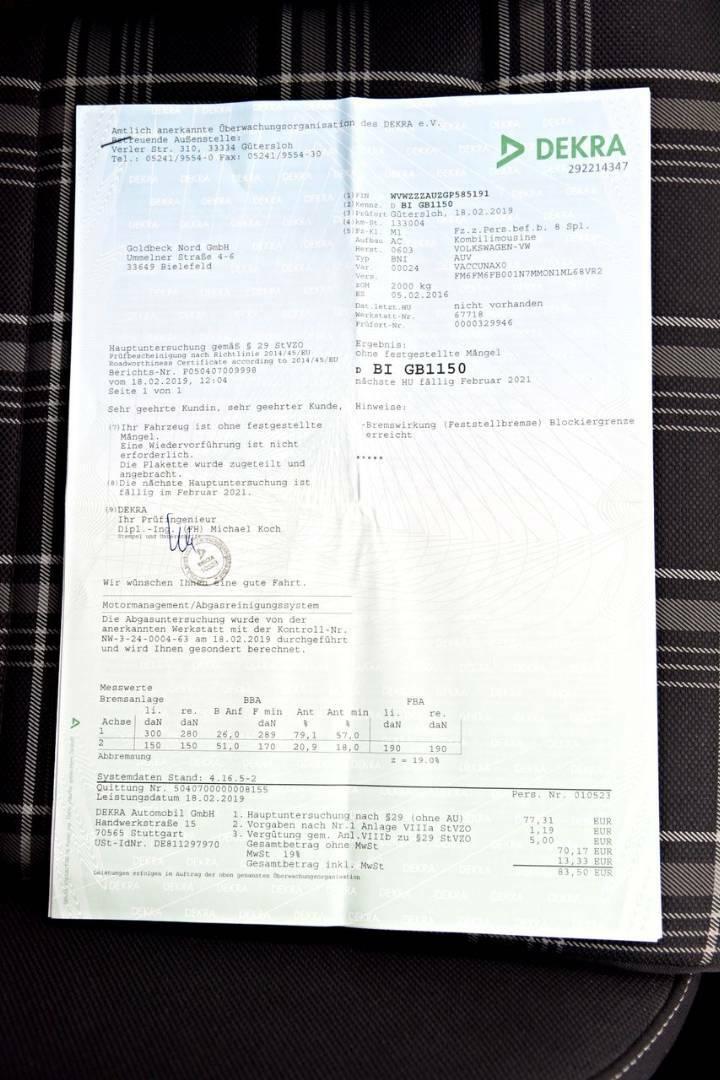 Amtlich anerkannte Überwachungsorganisation des DEKRA e.V.
Betreuende Außenstelle:
Verler Str. 310, 33334 Gütersloh
Tel.: 05241/9554-0 Fax: 05241/9554-30
DEKRA
292214347
(1) FIN WVWZZZAUZGP585191
(2) Kennz. D BI GB1150
(3) Prüfort Gütersloh, 18.02.2019
(4) km-St. 133004
(5) Fz-Kl. M1 Fz.z.Pers.bef.b. 8 Spl.
Aufbau AC Kombilimousine
Herst. 0603 VOLKSWAGEN-VW
Typ BNI AUV
Var. 00024 VACCUNAX0
Vers. FM6FM6FB001N7MMON1ML68VR2
zGM 2000 kg
EZ 05.02.2016
Dat.letzt.HU nicht vorhanden
Werkstatt-Nr. 67718
Prüfort-Nr. 0000329946
Goldbeck Nord GmbH
Ummelner Straße 4-6
33649 Bielefeld
Hauptuntersuchung gemäß § 29 StVZO
Prüfbescheinigung nach Richtlinie 2014/45/EU
Roadworthiness Certificate according to 2014/45/EU
Berichts-Nr. F050407009998
vom 18.02.2019, 12:04
Seite 1 von 1
Ergebnis:
ohne festgestellte Mängel
D BI GB1150
nächste HU fällig Februar 2021
Sehr geehrte Kundin, sehr geehrter Kunde,
(7) Ihr Fahrzeug ist ohne festgestellte
Mängel.
Eine Wiedervorführung ist nicht
erforderlich.
Die Plakette wurde zugeteilt und
angebracht.
(8) Die nächste Hauptuntersuchung ist
fällig im Februar 2021.
Hinweise:
-Bremswirkung (Feststellbremse) Blockiergrenze
erreicht
*****
(9) DEKRA
Ihr Prüfingenieur
Dipl.-Ing. (FH) Michael Koch
Stempel und
Wir wünschen Ihnen eine gute Fahrt.
Motormanagement/Abgasreinigungssystem
Die Abgasuntersuchung wurde von der
anerkannten Werkstatt mit der Kontroll-Nr.
NW-3-24-0004-63 am 18.02.2019 durchgeführt
und wird Ihnen gesondert berechnet.
Messwerte
Bremsanlage BBA FBA
li. re. B Anf F min Ant Ant min li. re.
Achse daN daN daN % % daN daN
1 300 280 26,0 289 79,1 57,0
2 150 150 51,0 170 20,9 18,0 190 190
Abbremsung z = 19.0%
Systemdaten Stand: 4.16.5-2
Quittung Nr. 5040700000008155
Leistungsdatum 18.02.2019 Pers. Nr. 010523
DEKRA Automobil GmbH
Handwerkstraße 15
70565 Stuttgart
USt-IdNr. DE811297970
1. Hauptuntersuchung nach §29 (ohne AU) 77,31 EUR
2. Vorgaben nach Nr.1 Anlage VIIIa StVZO 1,19 EUR
3. Vergütung gem. Anl.VIIIb zu §29 StVZO 5,00 EUR
Gesamtbetrag ohne MwSt 70,17 EUR
MwSt 19% 13,33 EUR
Gesamtbetrag inkl. MwSt 83,50 EUR
Leistungen erfolgen im Auftrag der oben genannten Überwachungsorganisation